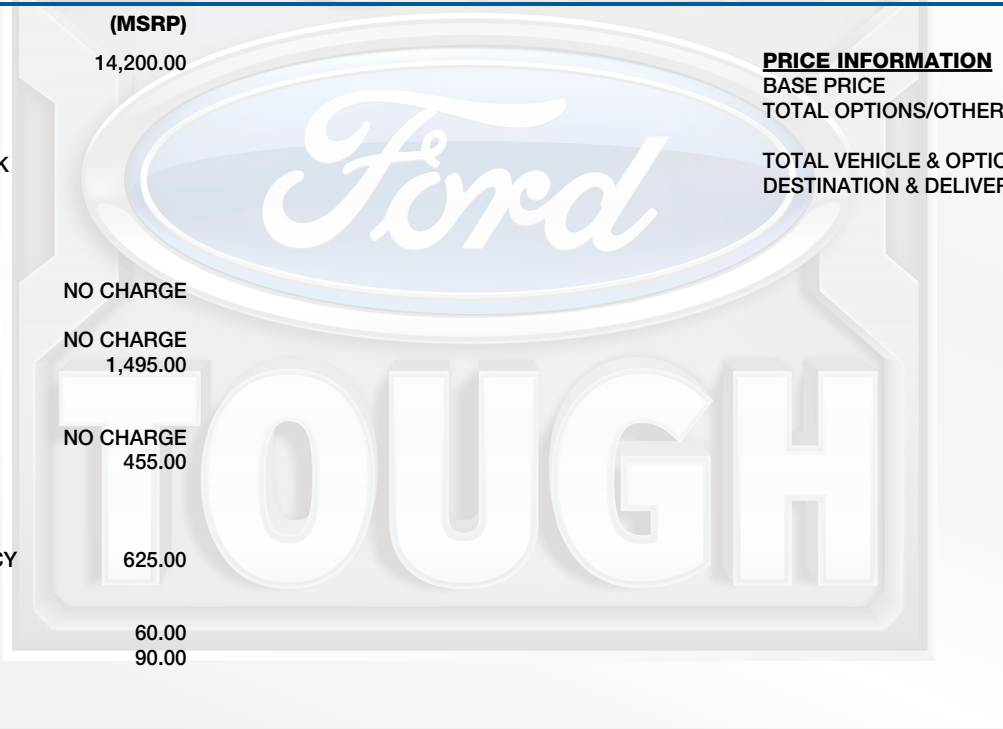 (MSRP)
14,200.00
K
NO CHARGE
NO CHARGE
1,495.00
NO CHARGE
455.00
CY
625.00
60.00
90.00
PRICE INFORMATION
BASE PRICE
TOTAL OPTIONS/OTHER
TOTAL VEHICLE & OPTIO
DESTINATION & DELIVER
Ford
TOUGH